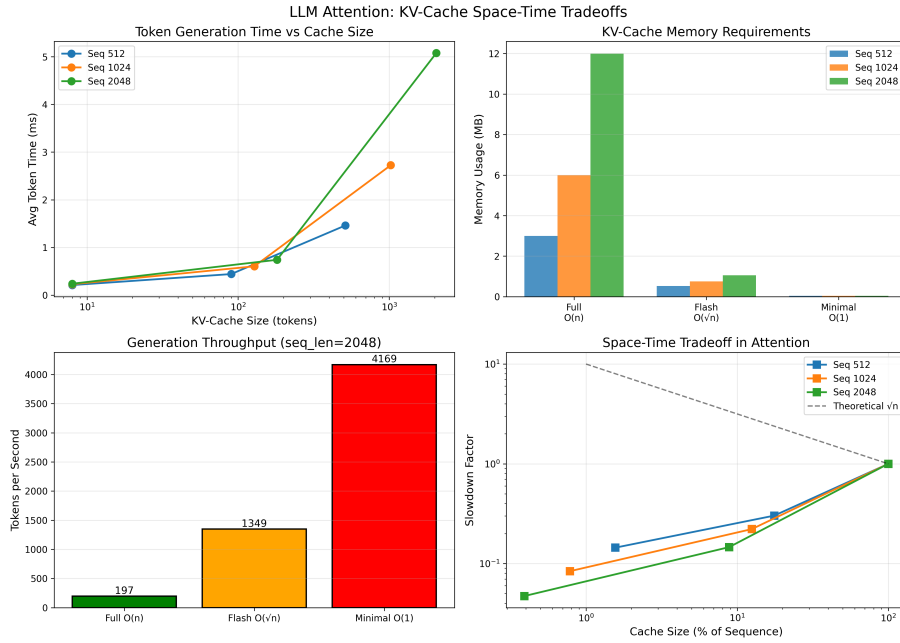 LLM Attention: KV-Cache Space-Time Tradeoffs
Token Generation Time vs Cache Size
Seq 512
Seq 1024
Seq 2048
5
4
3
2
1
0
Avg Token Time (ms)
10¹
10²
10³
KV-Cache Size (tokens)
KV-Cache Memory Requirements
Seq 512
Seq 1024
Seq 2048
12
10
8
6
4
2
0
Memory Usage (MB)
Full
O(n)
Flash
O(√n)
Minimal
O(1)
Generation Throughput (seq_len=2048)
4000
3500
3000
2500
2000
1500
1000
500
0
Tokens per Second
197
1349
4169
Full O(n)
Flash O(√n)
Minimal O(1)
Space-Time Tradeoff in Attention
Seq 512
Seq 1024
Seq 2048
Theoretical √n
10¹
10⁰
10⁻¹
Slowdown Factor
10⁰
10¹
10²
Cache Size (% of Sequence)